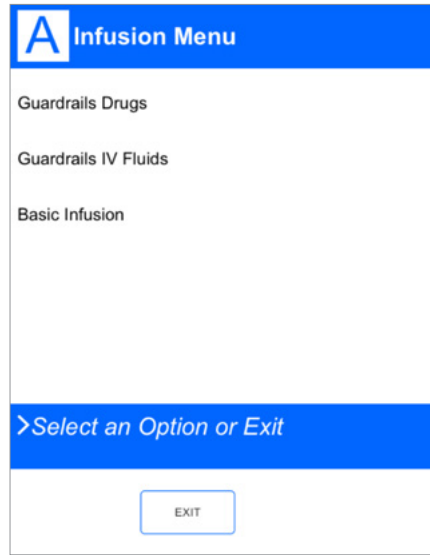 A Infusion Menu
Guardrails Drugs
Guardrails IV Fluids
Basic Infusion
>Select an Option or Exit
EXIT